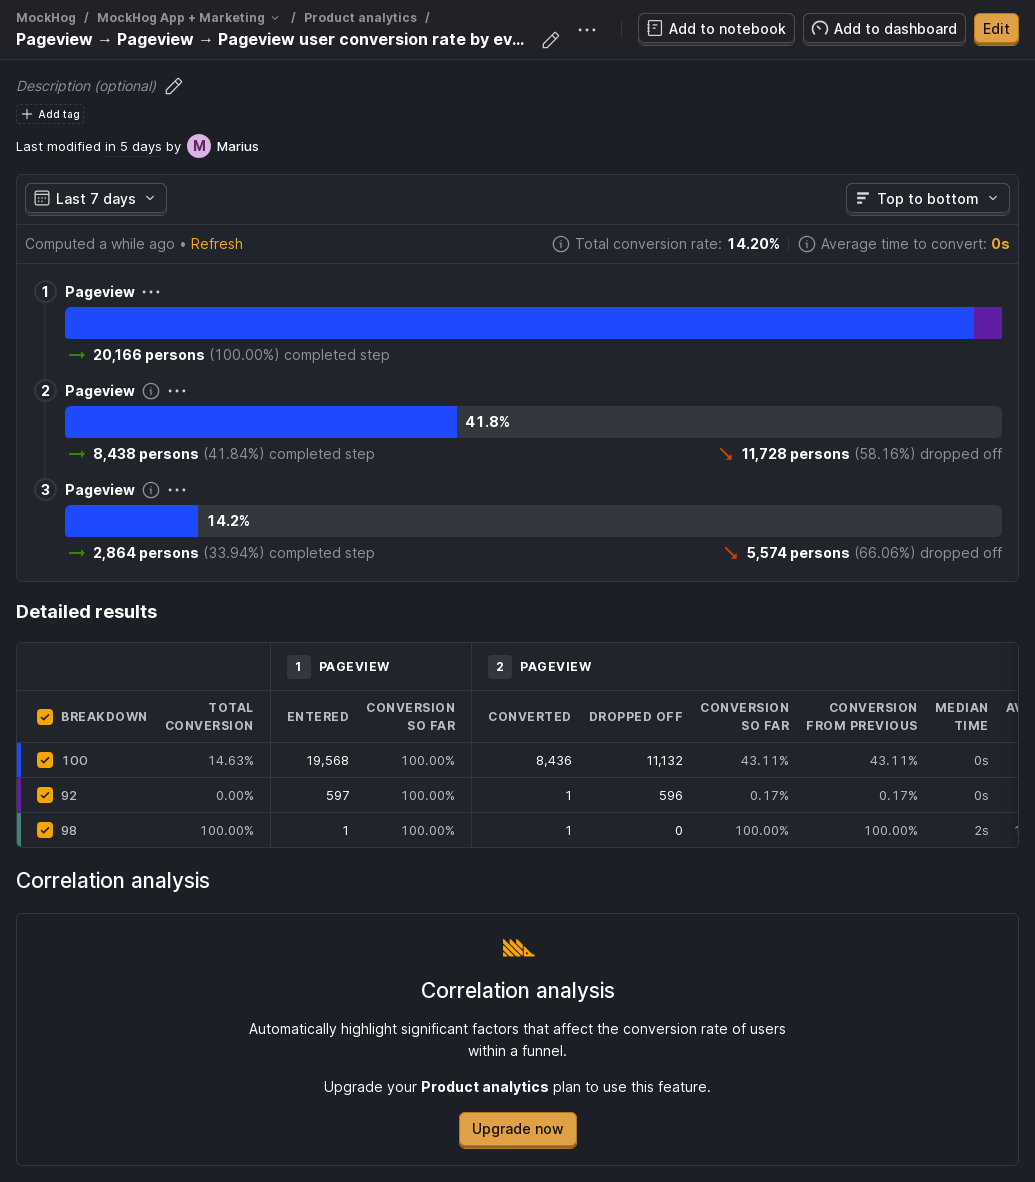 MockHog / MockHog App + Marketing / Product analytics /
Pageview → Pageview → Pageview user conversion rate by ev...
Add to notebook
Add to dashboard
Edit
Description (optional)
Add tag
Last modified in 5 days by M Marius
Last 7 days
Top to bottom
Computed a while ago • Refresh
Total conversion rate: 14.20%
Average time to convert: 0s
1 Pageview
20,166 persons (100.00%) completed step
2 Pageview
41.8%
8,438 persons (41.84%) completed step
11,728 persons (58.16%) dropped off
3 Pageview
14.2%
2,864 persons (33.94%) completed step
5,574 persons (66.06%) dropped off
Detailed results
1 PAGEVIEW
2 PAGEVIEW
BREAKDOWN
TOTAL
CONVERSION
ENTERED
CONVERSION
SO FAR
CONVERTED
DROPPED OFF
CONVERSION
SO FAR
CONVERSION
FROM PREVIOUS
MEDIAN
TIME
100 14.63% 19,568 100.00% 8,436 11,132 43.11% 43.11% 0s
92 0.00% 597 100.00% 1 596 0.17% 0.17% 0s
98 100.00% 1 100.00% 1 0 100.00% 100.00% 2s
Correlation analysis
Correlation analysis
Automatically highlight significant factors that affect the conversion rate of users
within a funnel.
Upgrade your Product analytics plan to use this feature.
Upgrade now